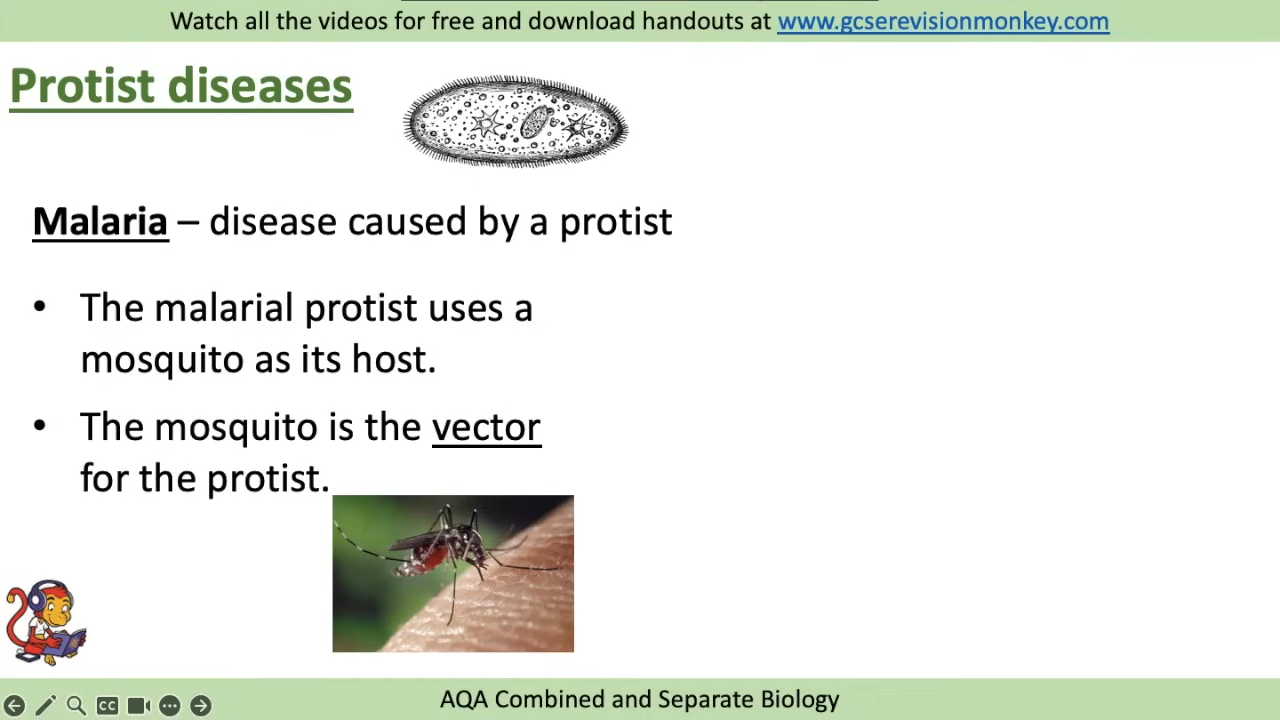 Watch all the videos for free and download handouts at www.gcserevisionmonkey.com
Protist diseases
Malaria – disease caused by a protist
• The malarial protist uses a
mosquito as its host.
• The mosquito is the vector
for the protist.
CC
AQA Combined and Separate Biology